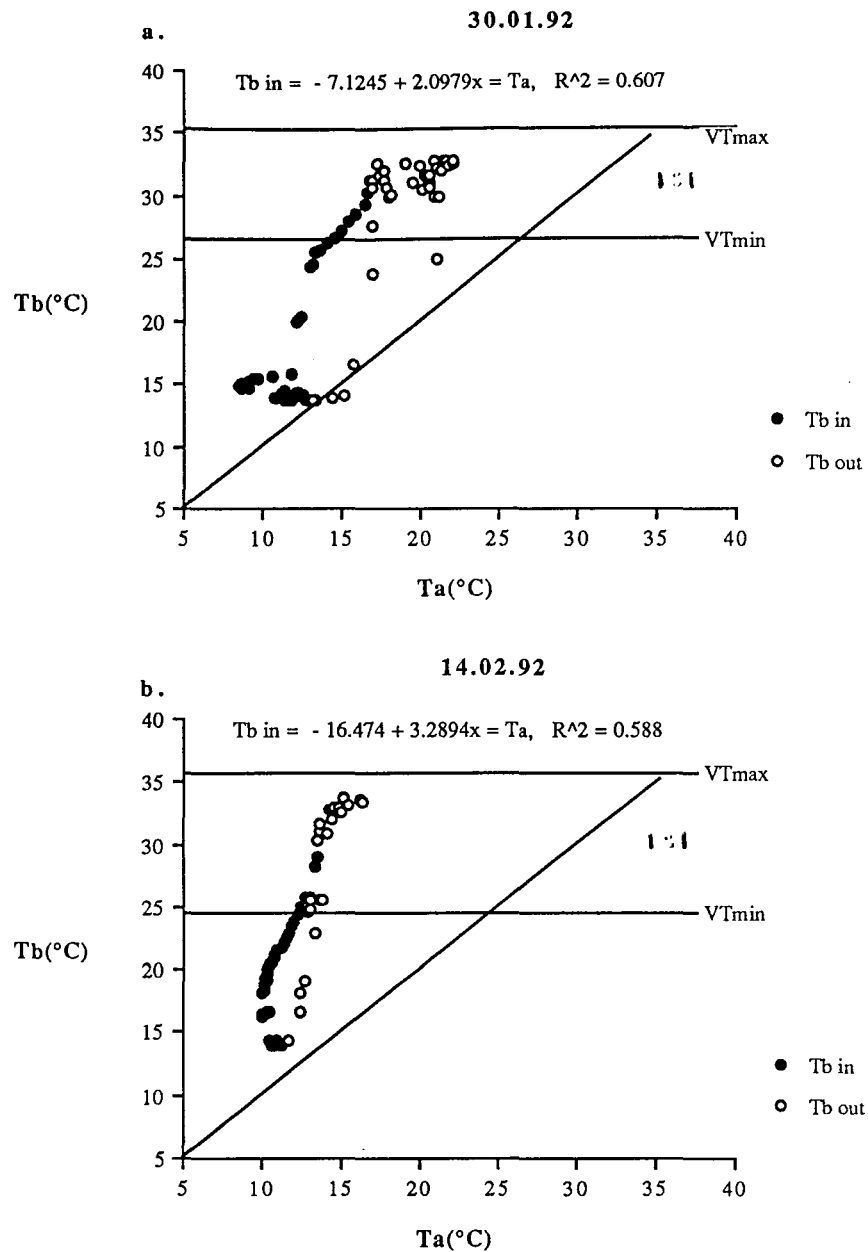 30.01.92
a.
Tb in = - 7.1245 + 2.0979x = Ta, R^2 = 0.607
40
35
30
25
20
15
10
5
VTmax
VTmin
Tb(°C)
Tb in
Tb out
5 10 15 20 25 30 35 40
Ta(°C)
14.02.92
b.
Tb in = - 16.474 + 3.2894x = Ta, R^2 = 0.588
40
35
30
25
20
15
10
5
VTmax
VTmin
Tb(°C)
Tb in
Tb out
5 10 15 20 25 30 35 40
Ta(°C)